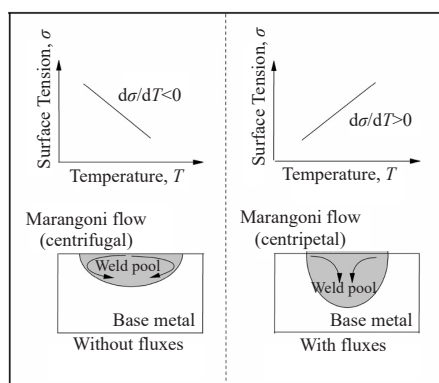 Surface Tension, σ
dσ/dT<0
Temperature, T
Marangoni flow
(centrifugal)
Weld pool
Base metal
Without fluxes
Surface Tension, σ
dσ/dT>0
Temperature, T
Marangoni flow
(centripetal)
Weld pool
Base metal
With fluxes